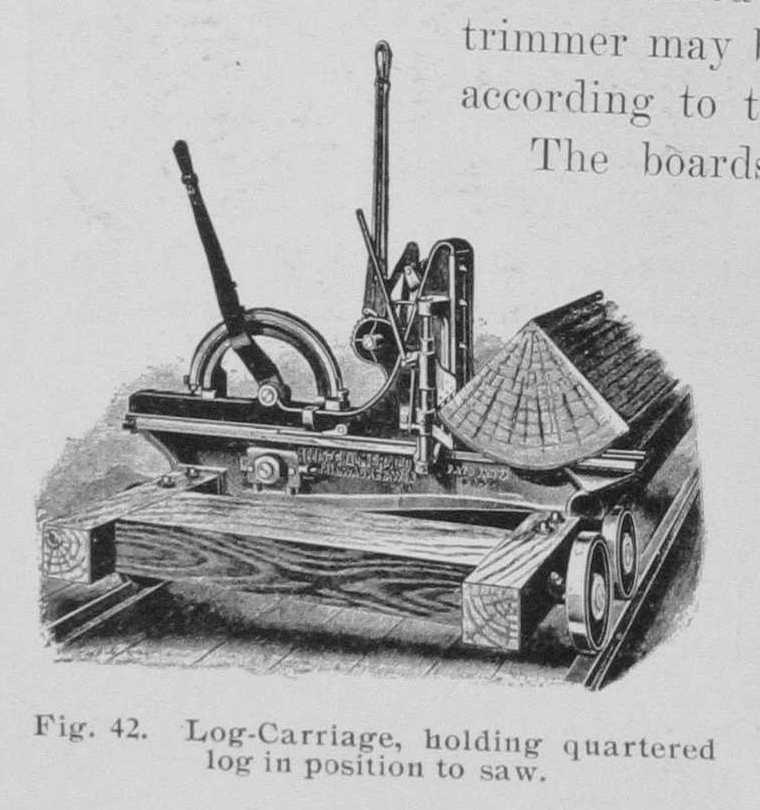 trimmer may
according to
The boards
Fig. 42. Log-Carriage, holding quartered
log in position to saw.